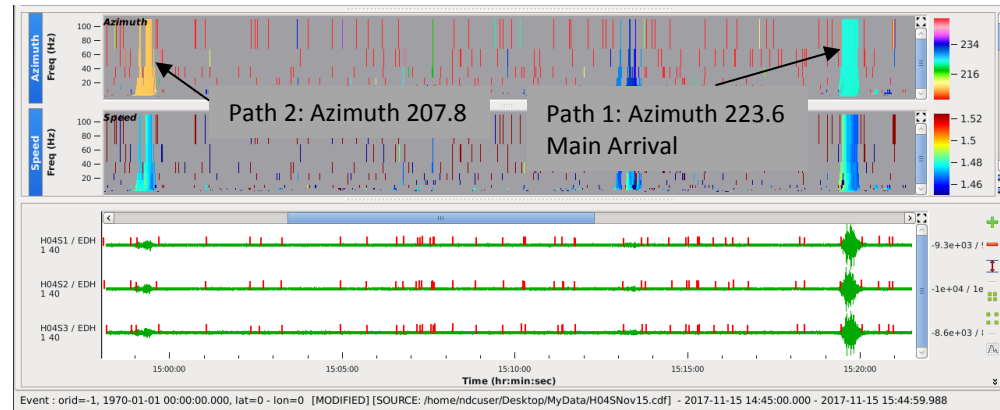 Azimuth
Azimuth
Freq (Hz)
100
80
60
40
20
234
216
Path 2: Azimuth 207.8
Path 1: Azimuth 223.6
Main Arrival
Speed
Speed
Freq (Hz)
100
80
60
40
20
1.52
1.5
1.48
1.46
H04S1 / EDH
1 40
-9.3e+03 /
H04S2 / EDH
1 40
-1e+04 / 1e
H04S3 / EDH
1 40
-8.6e+03 /
15:00:00
15:05:00
15:10:00
15:15:00
15:20:00
Time (hr:min:sec)
Event : orid=-1, 1970-01-01 00:00:00.000, lat=0 - lon=0 [MODIFIED] [SOURCE: /home/ndcuser/Desktop/MyData/H04SNov15.cdf] - 2017-11-15 14:45:00.000 - 2017-11-15 15:44:59.988